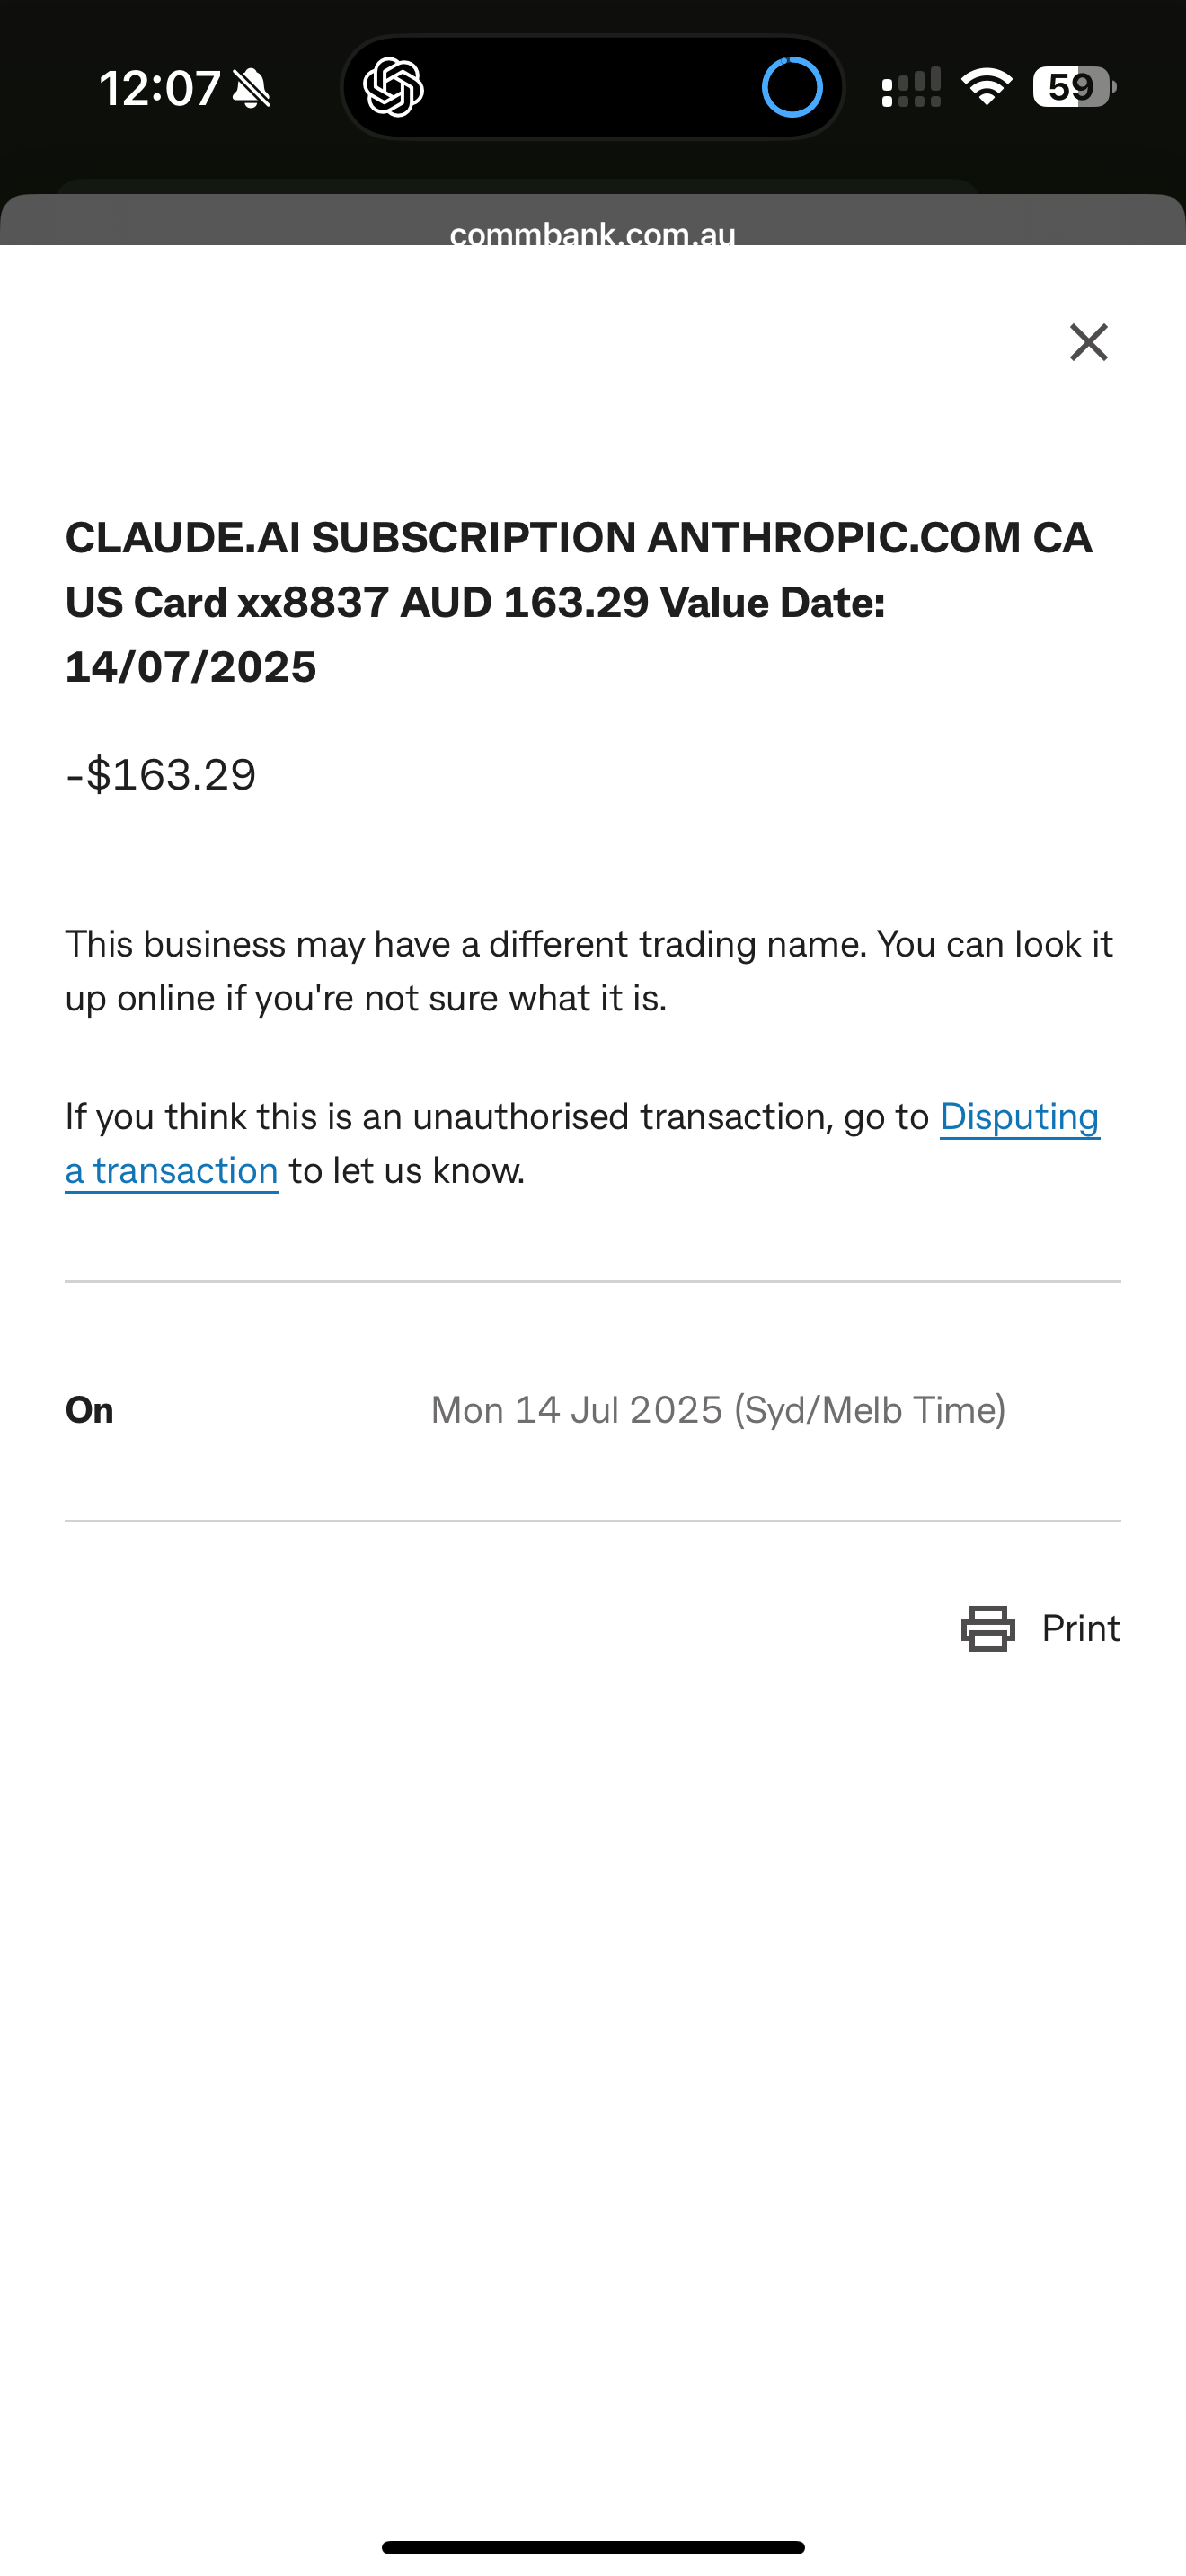 12:07
59
commbank.com.au
CLAUDE.AI SUBSCRIPTION ANTHROPIC.COM CA
US Card xx8837 AUD 163.29 Value Date:
14/07/2025
-$163.29
This business may have a different trading name. You can look it
up online if you're not sure what it is.
If you think this is an unauthorised transaction, go to Disputing
a transaction to let us know.
On Mon 14 Jul 2025 (Syd/Melb Time)
Print